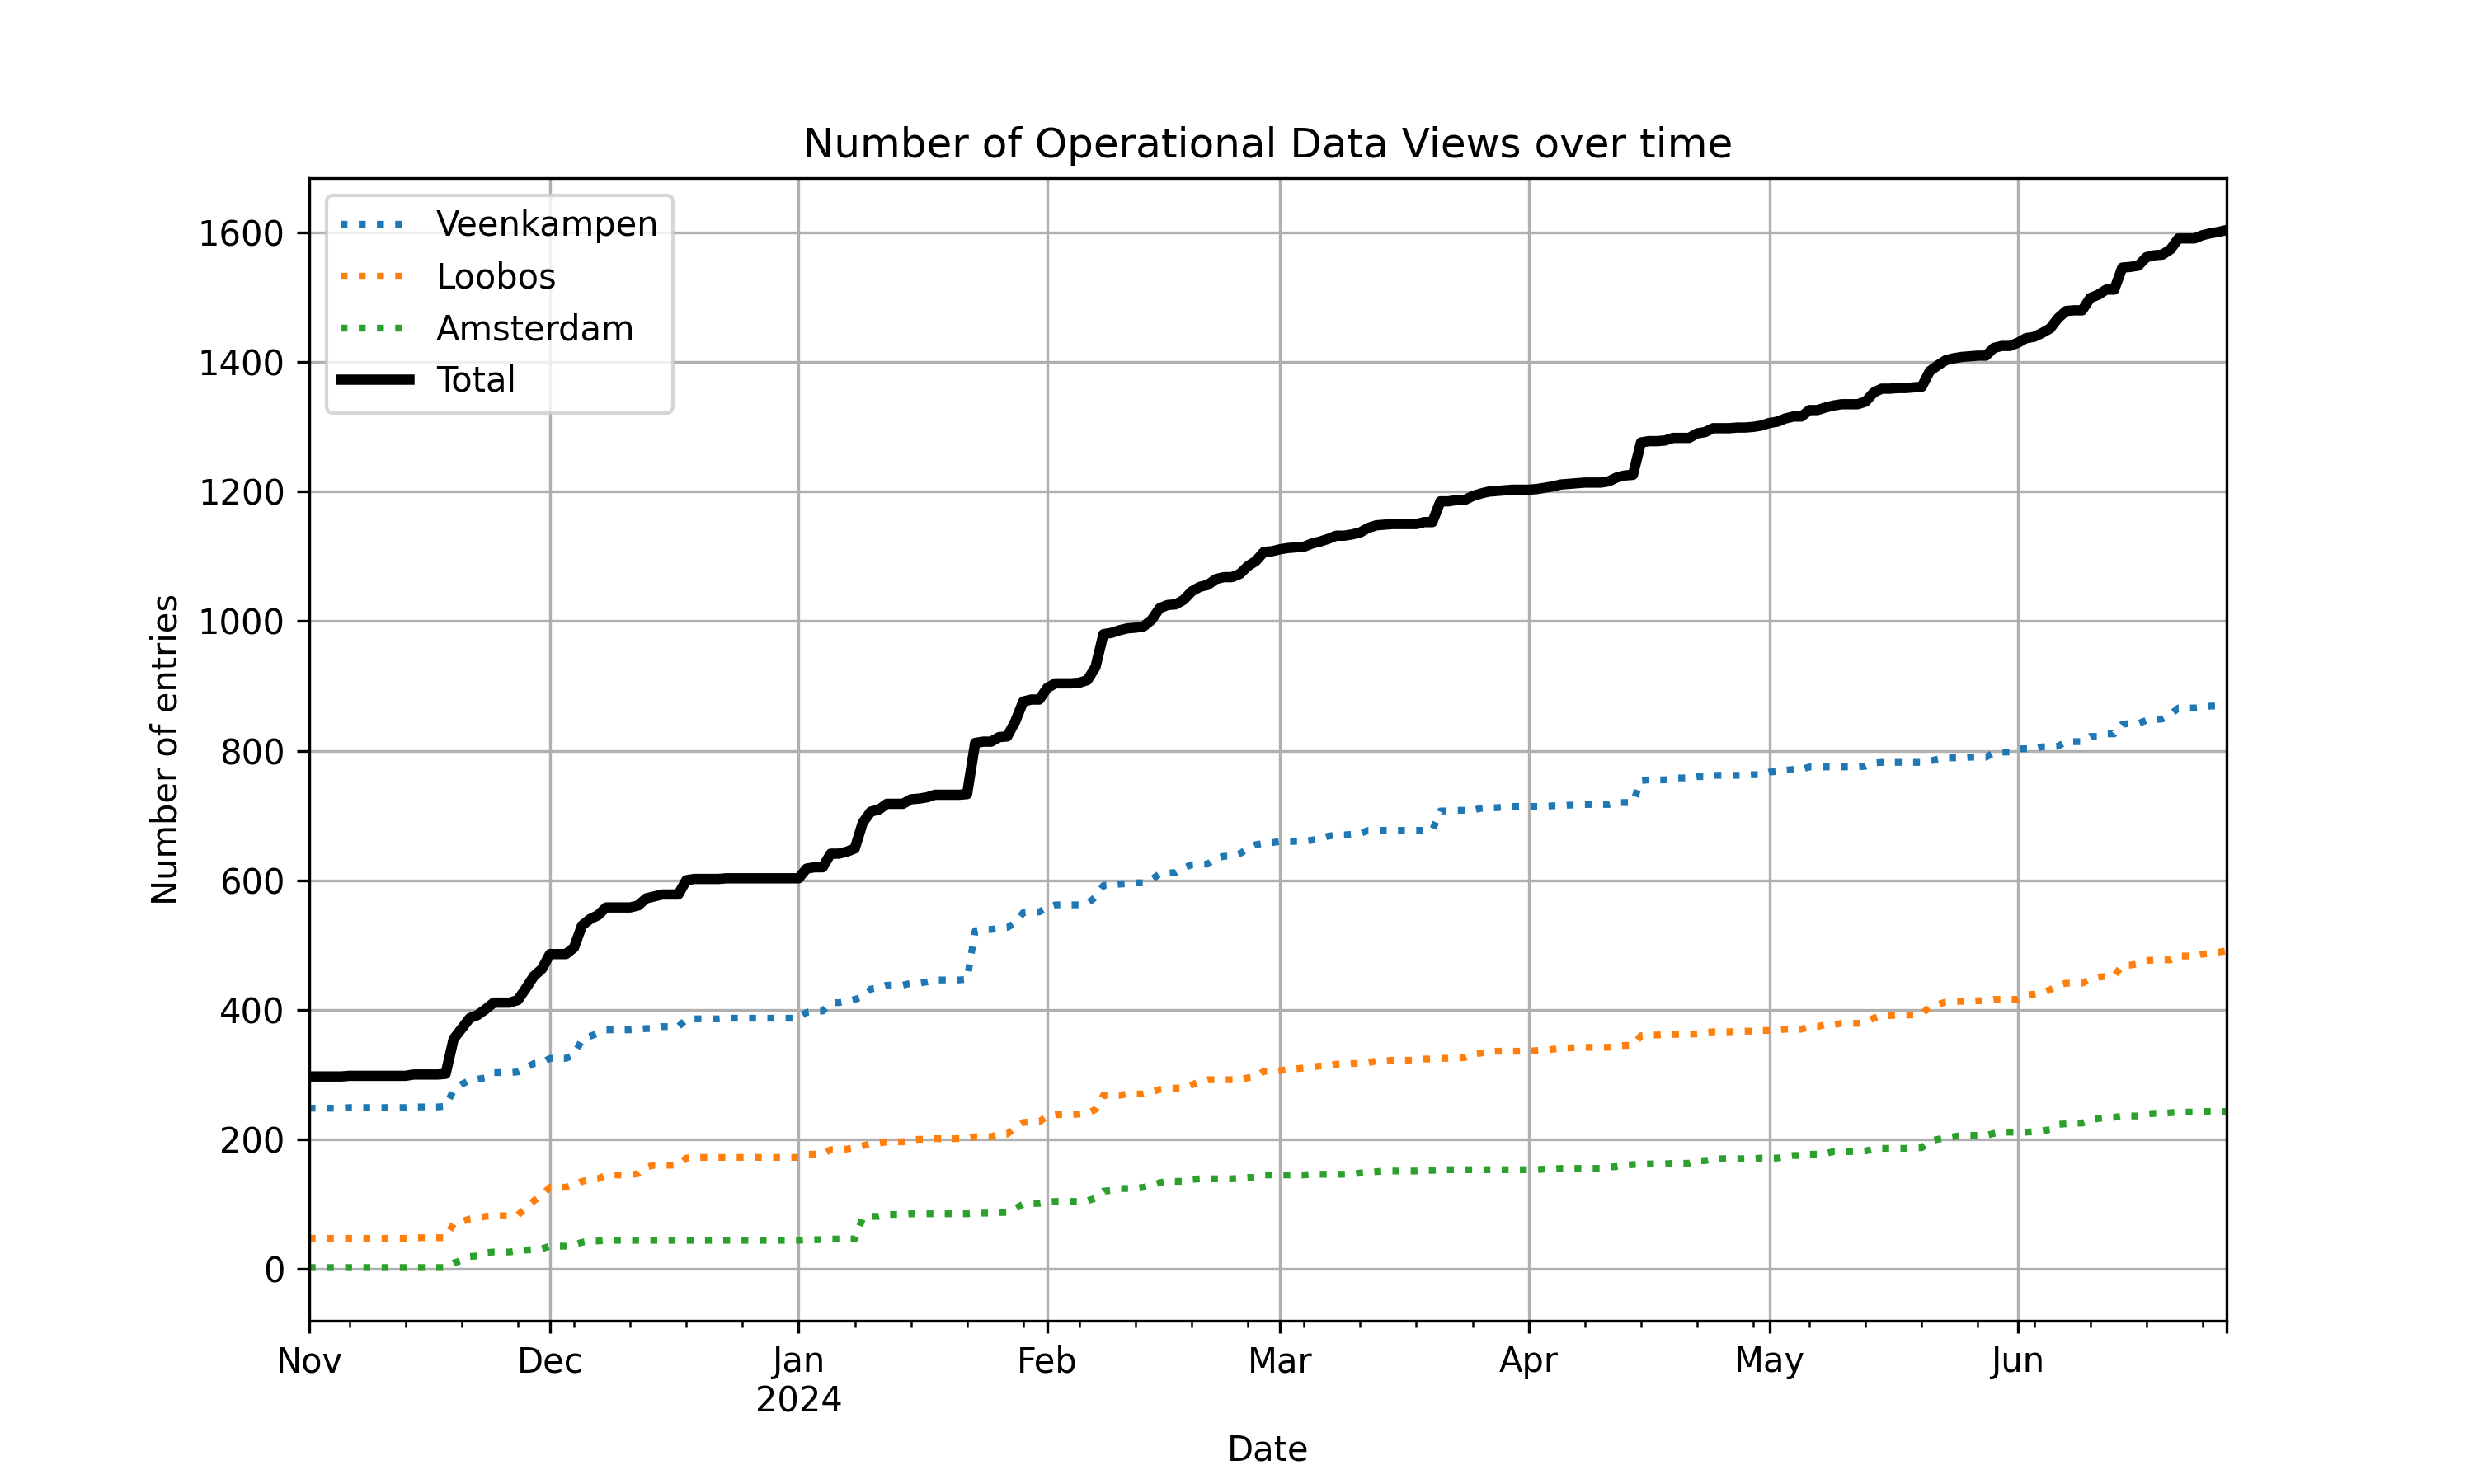 Number of Operational Data Views over time
Veenkampen
Loobos
Amsterdam
Total
Number of entries
1600
1400
1200
1000
800
600
400
200
0
Nov Dec Jan Feb Mar Apr May Jun
2024
Date